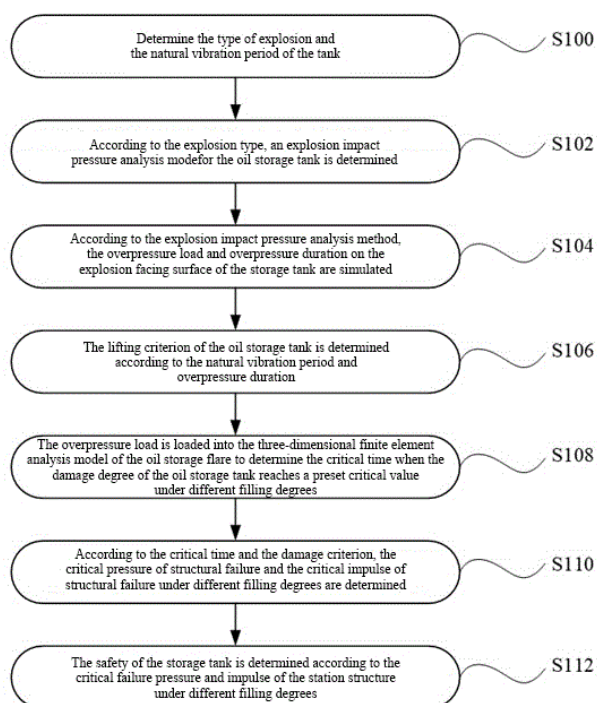 Determine the type of explosion and
the natural vibration period of the tank
S100
According to the explosion type, an explosion impact
pressure analysis modefor the oil storage tank is determined
S102
According to the explosion impact pressure analysis method,
the overpressure load and overpressure duration on the
explosion facing surface of the storage tank are simulated
S104
The lifting criterion of the oil storage tank is determined
according to the natural vibration period and
overpressure duration
S106
The overpressure load is loaded into the three-dimensional finite element
analysis model of the oil storage flare to determine the critical time when the
damage degree of the oil storage tank reaches a preset critical value
under different filling degrees
S108
According to the critical time and the damage criterion, the
critical pressure of structural failure and the critical impulse of
structural failure under different filling degrees are determined
S110
The safety of the storage tank is determined according to the
critical failure pressure and impulse of the station structure
under different filling degrees
S112